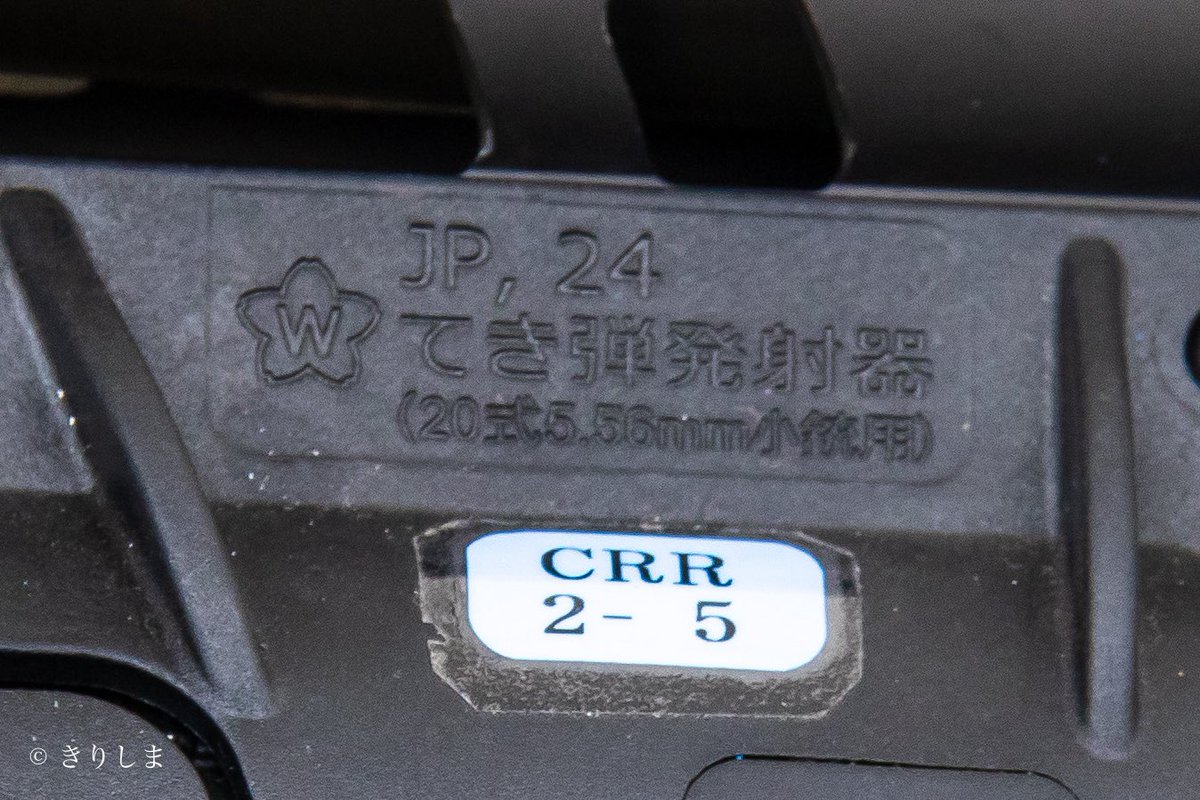 W
JP, 24
てき弾発射器
(20式5.56mm小銃用)
CRR
2- 5
© きりしま